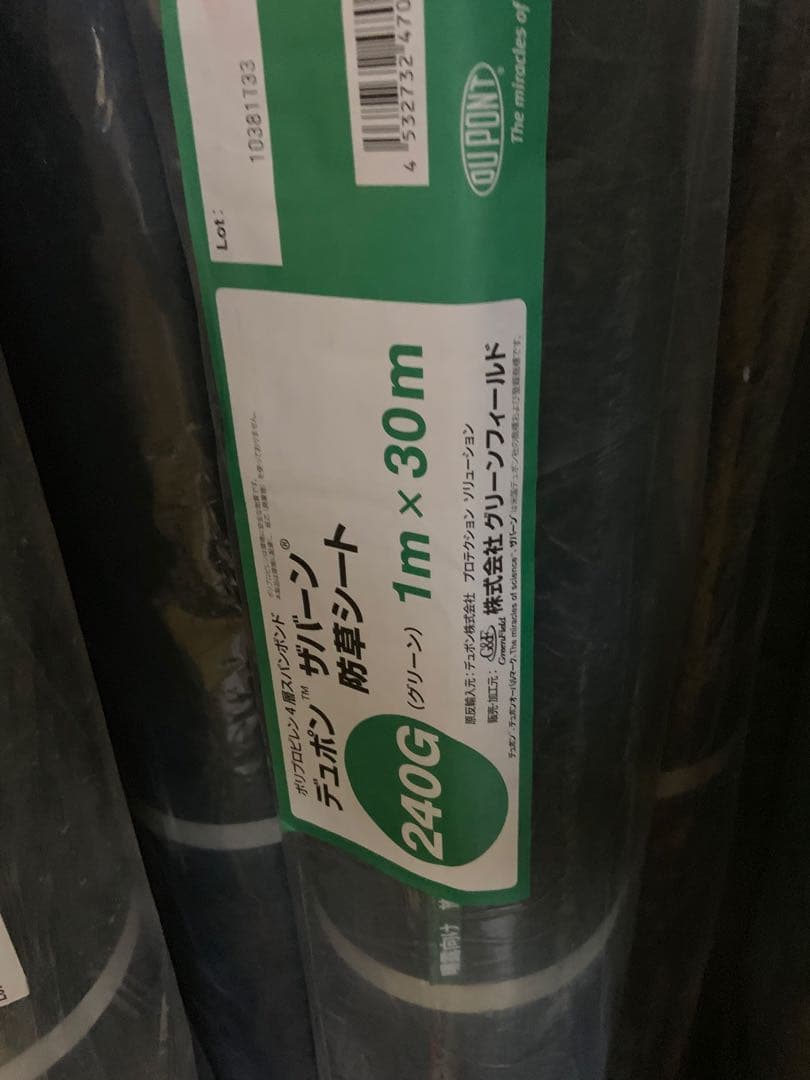 Lot:
10381T33
4 532732 470
DU PONT
The miracles of
ポリプロピレン4層スパンボンド
デュポン™ ザバーン®
防草シート
240G (グリーン) 1m×30m
原反輸入元:デュポン株式会社 プロテクション ソリューション
販売・加工元: G&F GreenField 株式会社グリーンフィールド